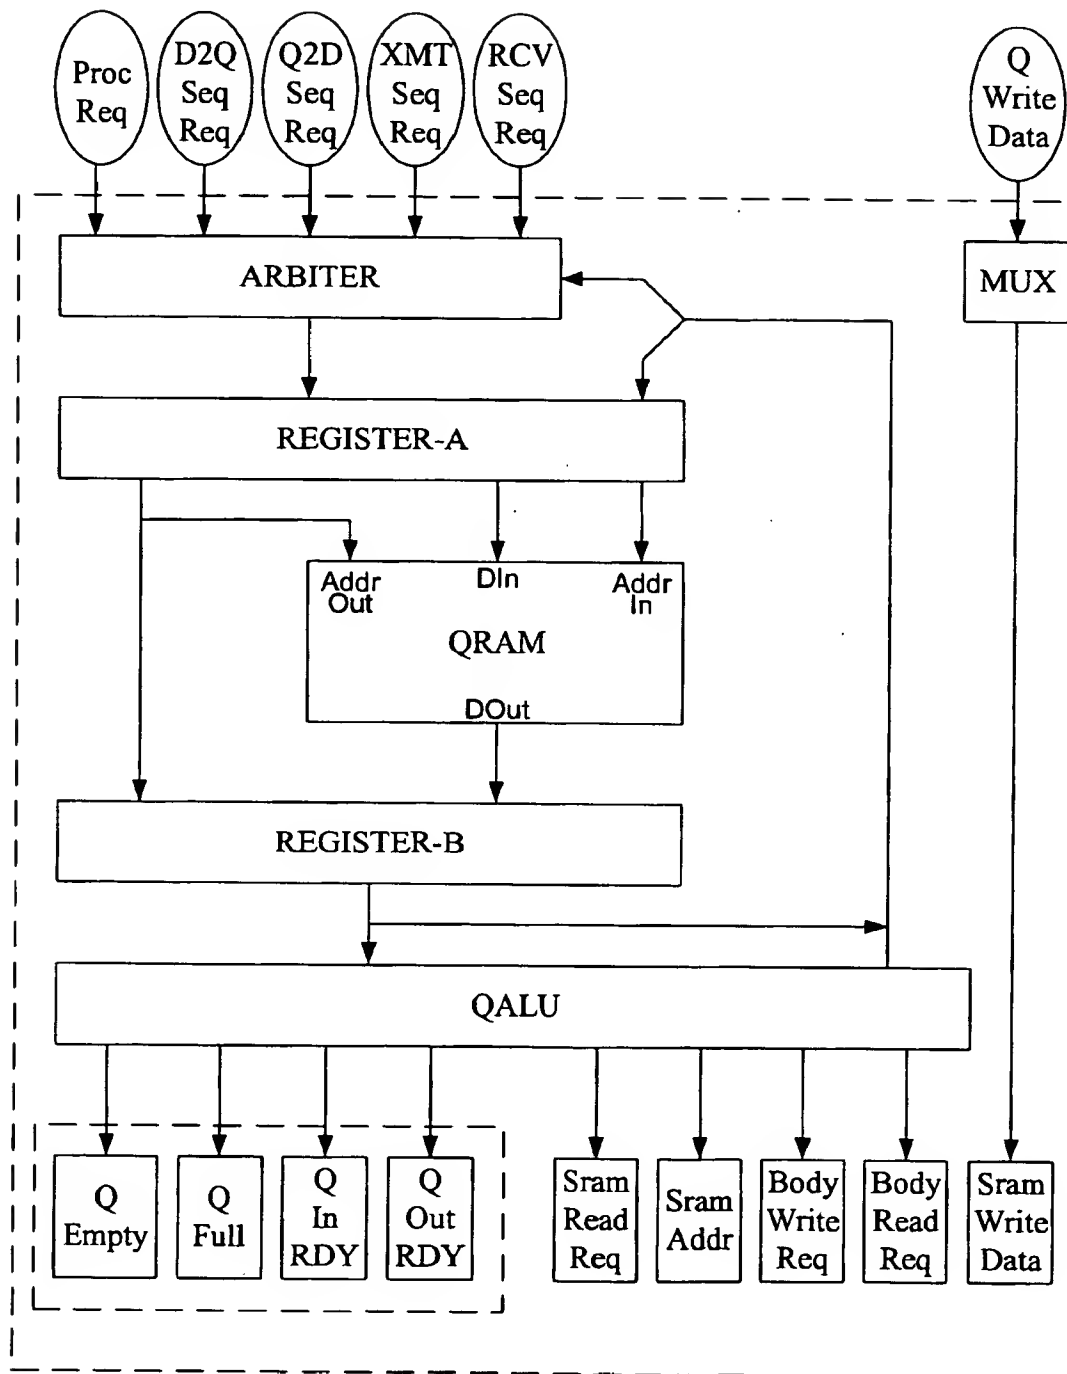 Proc
Req
D2Q
Seq
Req
Q2D
Seq
Req
XMT
Seq
Req
RCV
Seq
Req
Q
Write
Data
ARBITER
MUX
REGISTER-A
Addr
Out
DIn
Addr
In
QRAM
DOut
REGISTER-B
QALU
Q
Empty
Q
Full
Q
In
RDY
Q
Out
RDY
Sram
Read
Req
Sram
Addr
Body
Write
Req
Body
Read
Req
Sram
Write
Data